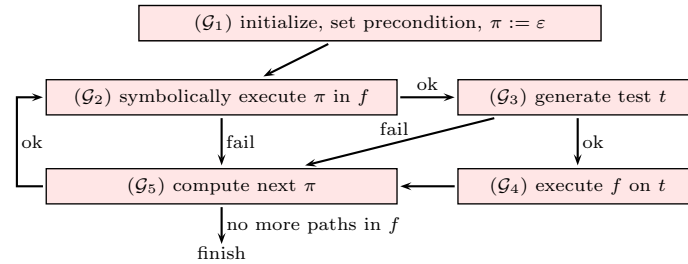 (𝒢₁) initialize, set precondition, π := ε
(𝒢₂) symbolically execute π in f
ok
(𝒢₃) generate test t
ok
fail
fail
ok
(𝒢₅) compute next π
(𝒢₄) execute f on t
no more paths in f
finish